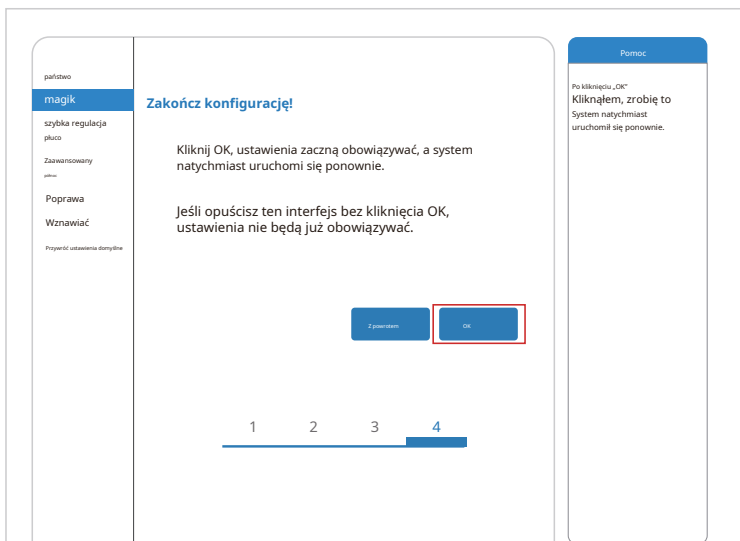 państwo
magik
szybka regulacja
płuco
Zaawansowany
północ
Poprawa
Wznawiać
Przywróć ustawienia domyślne
Zakończ konfigurację!
Kliknij OK, ustawienia zaczną obowiązywać, a system
natychmiast uruchomi się ponownie.
Jeśli opuścisz ten interfejs bez kliknięcia OK,
ustawienia nie będą już obowiązywać.
Z powrotem
OK
1 2 3 4
Pomoc
Po kliknięciu „OK”
Kliknąłem, zrobię to
System natychmiast
uruchomił się ponownie.